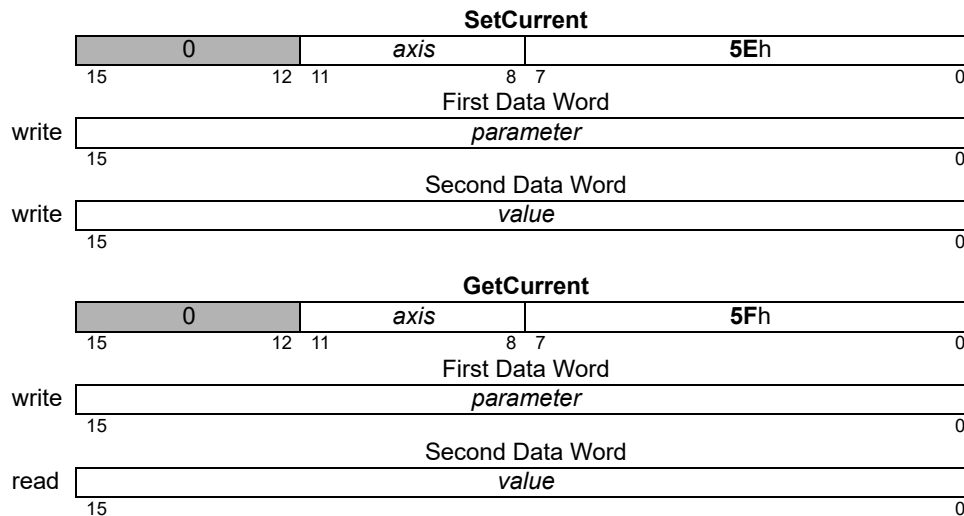 SetCurrent
0 axis 5Eh
15 12 11 8 7 0
First Data Word
write parameter
15 0
Second Data Word
write value
15 0
GetCurrent
0 axis 5Fh
15 12 11 8 7 0
First Data Word
write parameter
15 0
Second Data Word
read value
15 0